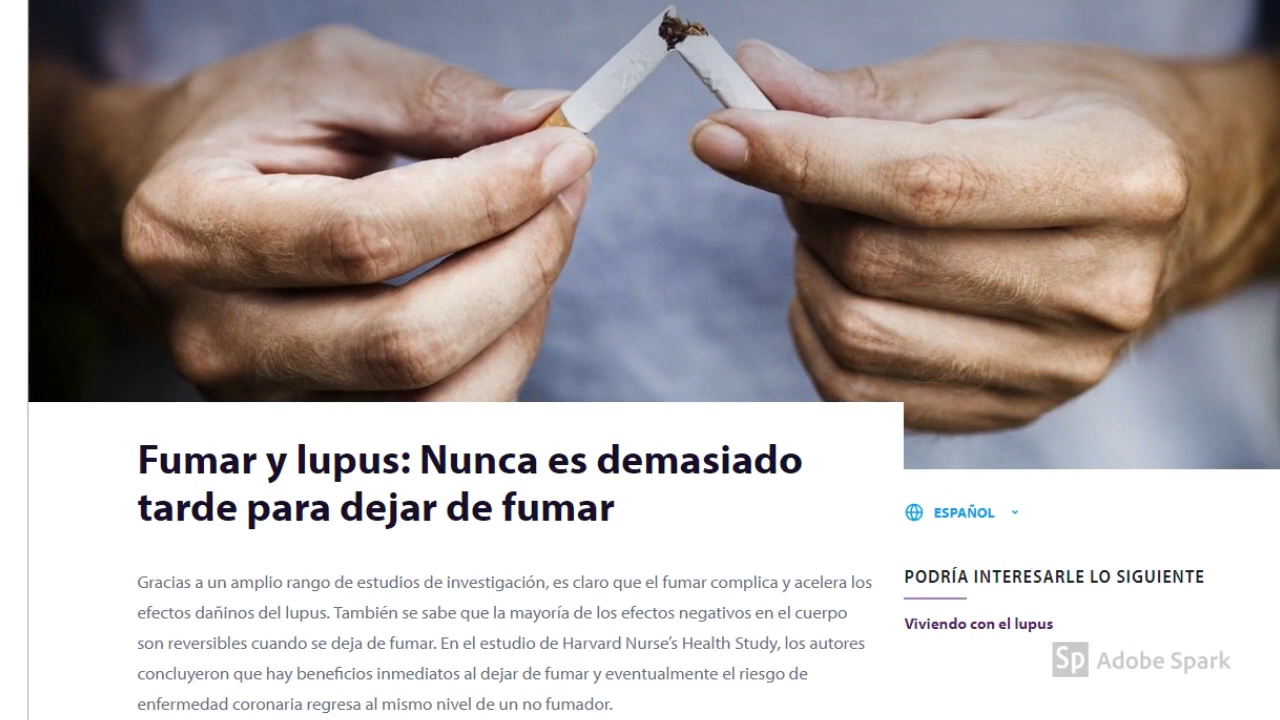 Fumar y lupus: Nunca es demasiado
tarde para dejar de fumar
Gracias a un amplio rango de estudios de investigación, es claro que el fumar complica y acelera los
efectos dañinos del lupus. También se sabe que la mayoría de los efectos negativos en el cuerpo
son reversibles cuando se deja de fumar. En el estudio de Harvard Nurse’s Health Study, los autores
concluyeron que hay beneficios inmediatos al dejar de fumar y eventualmente el riesgo de
enfermedad coronaria regresa al mismo nivel de un no fumador.
ESPAÑOL
PODRÍA INTERESARLE LO SIGUIENTE
Viviendo con el lupus
Sp Adobe Spark